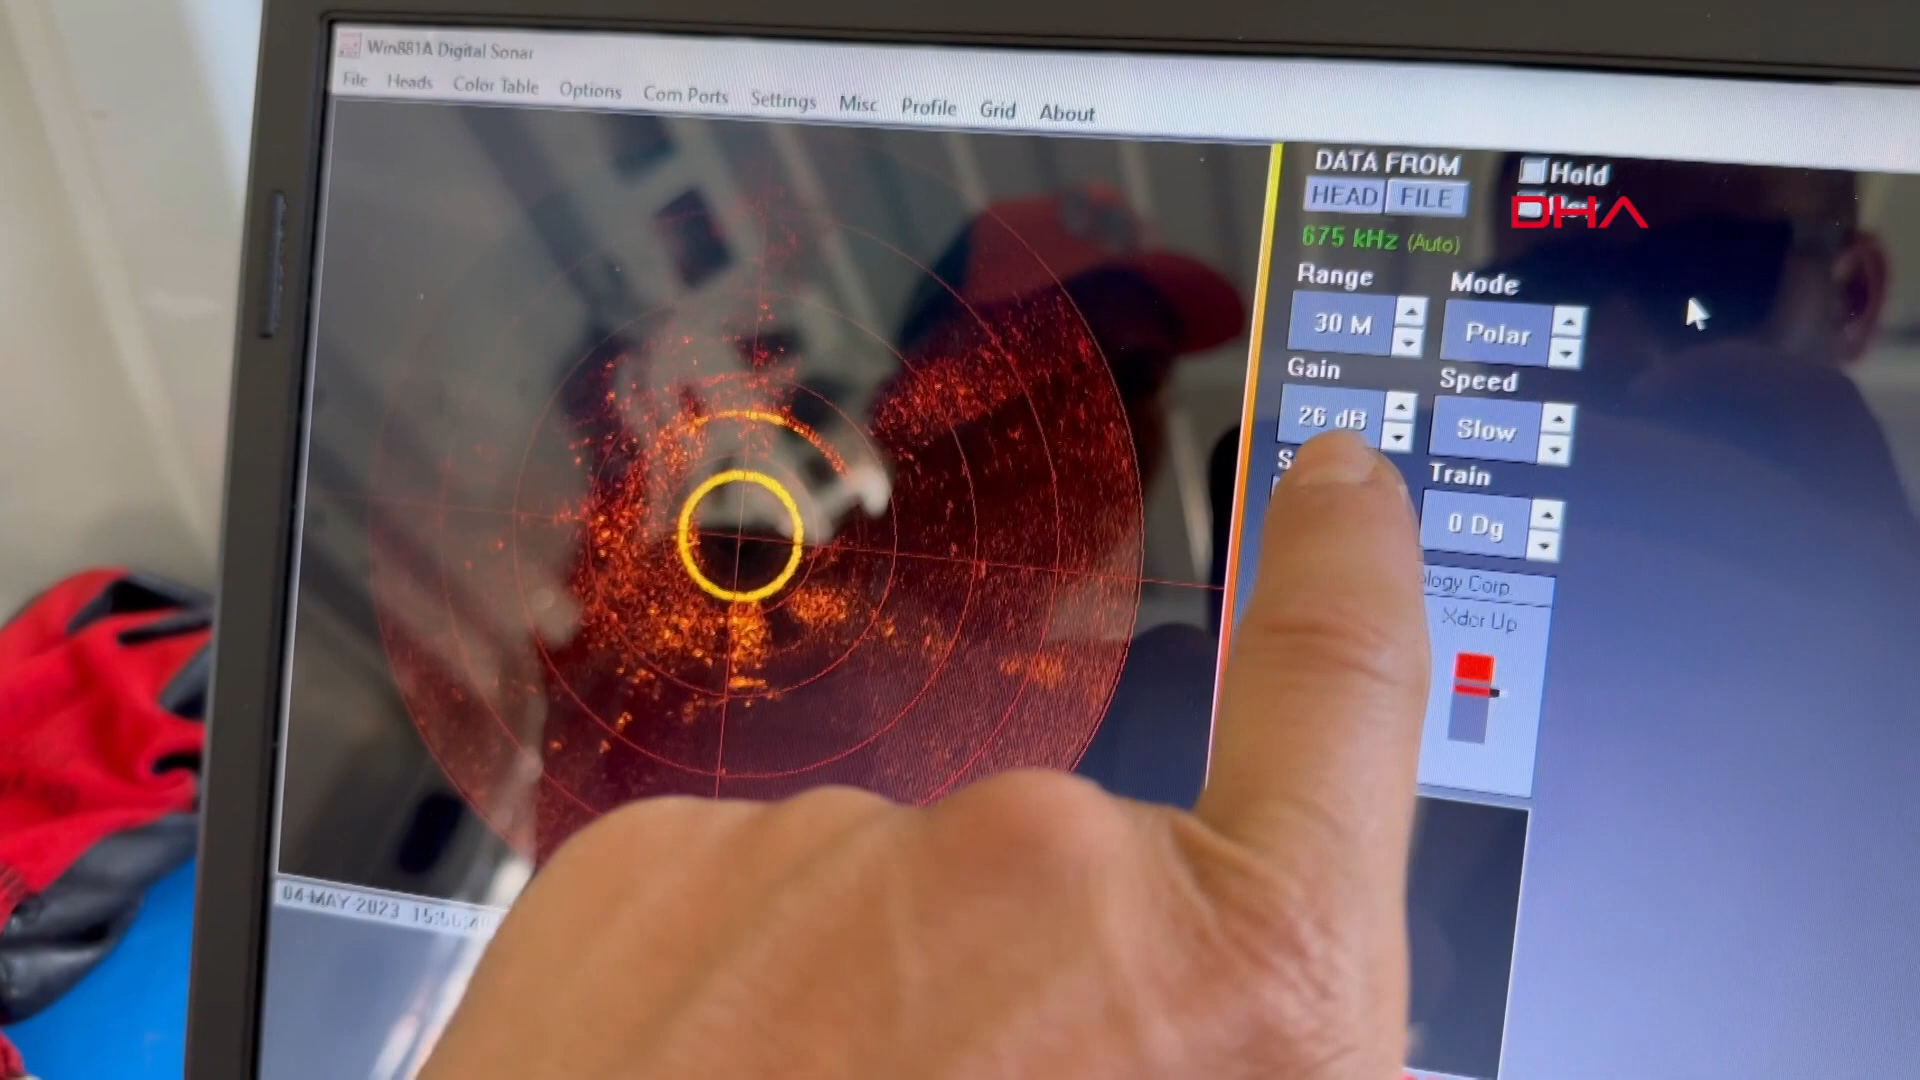 Win881A Digital Sonar
File Heads Color Table Options Com Ports Settings Misc Profile Grid About
DATA FROM
HEAD FILE
Hold
DHA
675 kHz (Auto)
Range Mode
30 M Polar
Gain Speed
26 dB Slow
Train
0 Dg
Corp
Xdcr Up
04-MAY-2023